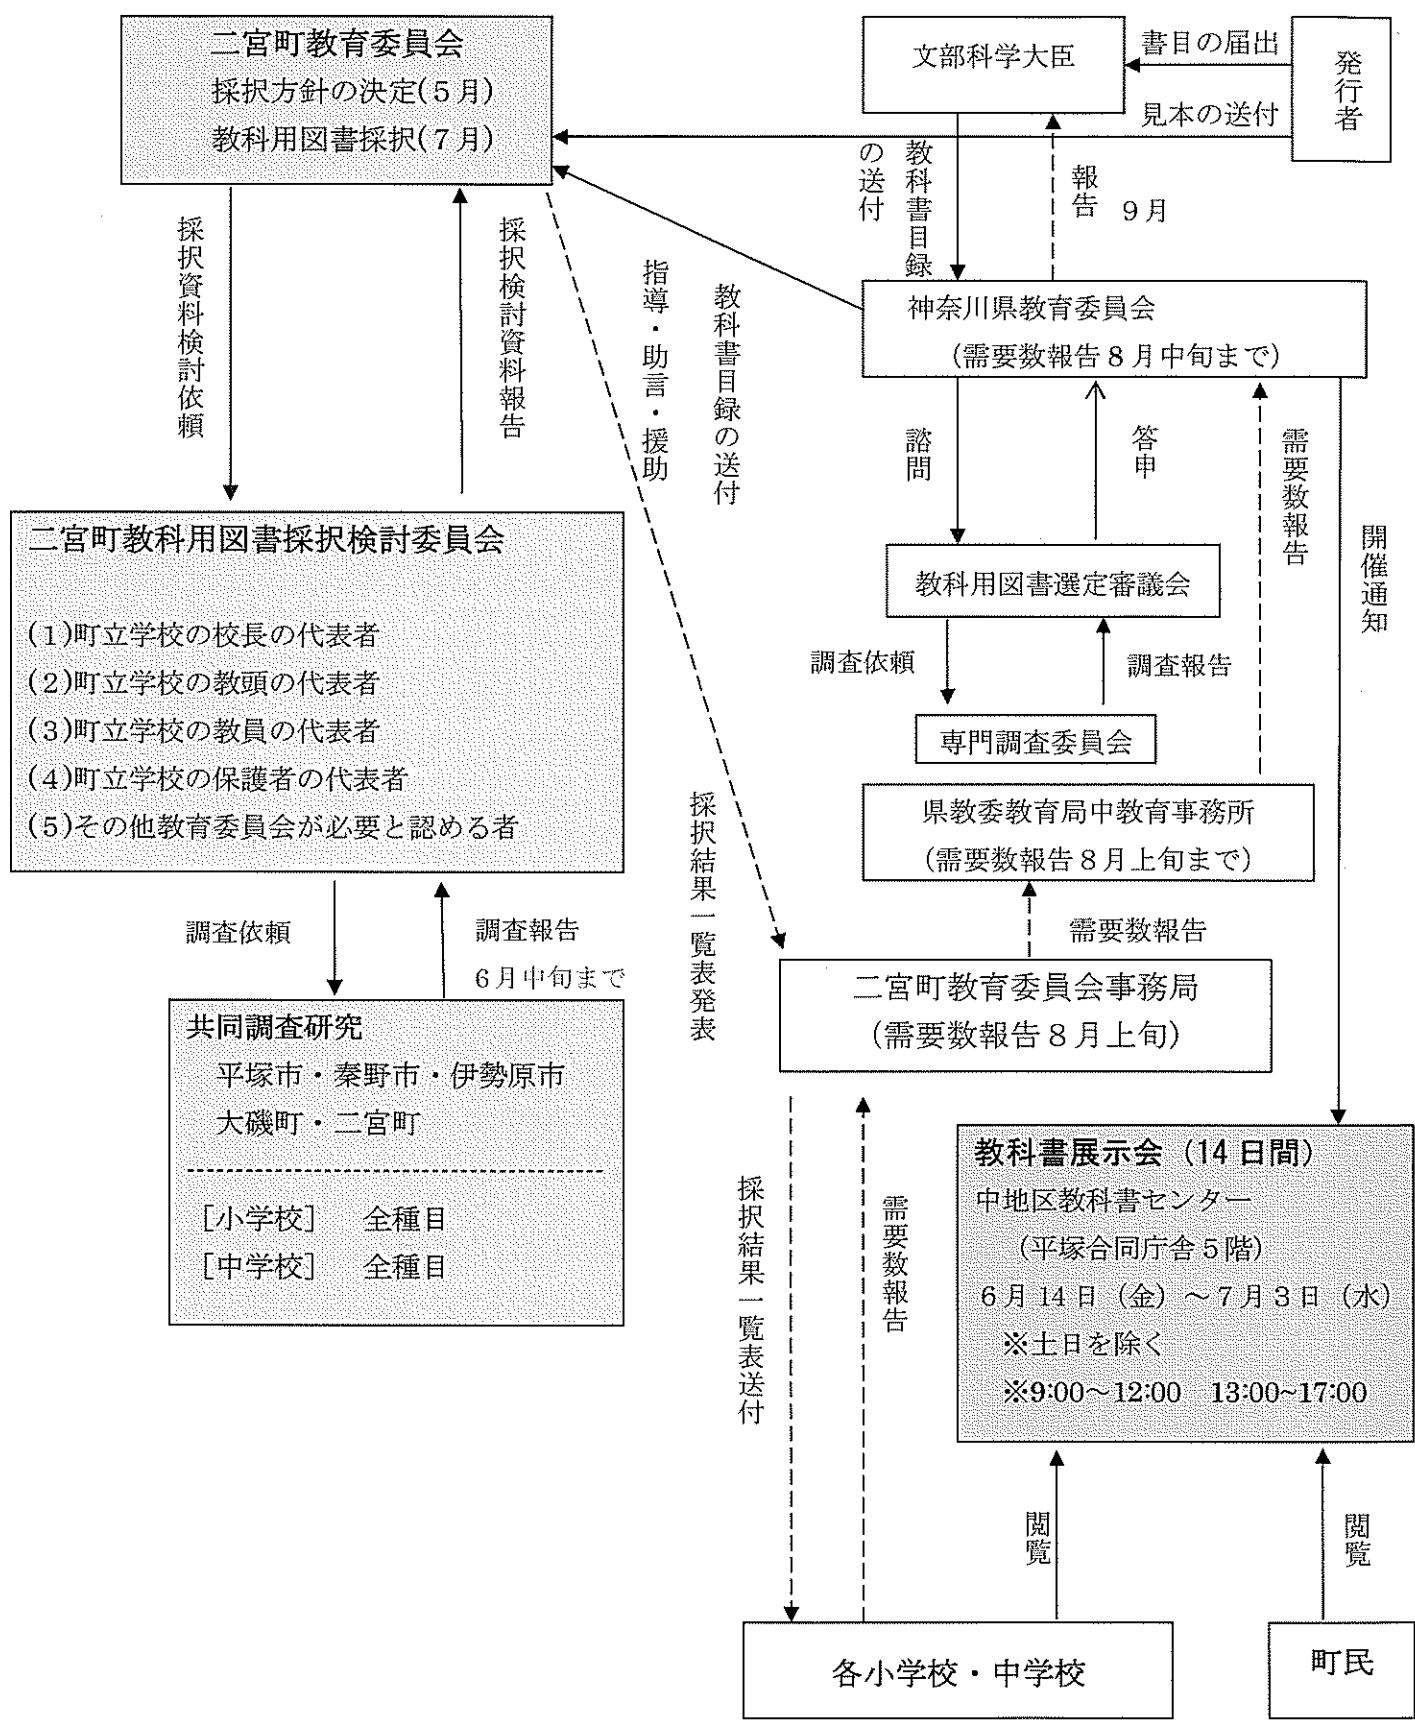 二宮町教育委員会
採択方針の決定(5月)
教科用図書採択(7月)
文部科学大臣
書目の届出
発行者
見本の送付
教科書目録
の送付
報告
9月
採択資料検討依頼
採択検討資料報告
指導・助言・援助
教科書目録の送付
神奈川県教育委員会
(需要数報告8月中旬まで)
諮問
答申
需要数報告
開催通知
二宮町教科用図書採択検討委員会
(1)町立学校の校長の代表者
(2)町立学校の教頭の代表者
(3)町立学校の教員の代表者
(4)町立学校の保護者の代表者
(5)その他教育委員会が必要と認める者
教科用図書選定審議会
調査依頼
調査報告
専門調査委員会
県教委教育局中教育事務所
(需要数報告8月上旬まで)
採択結果一覧表発表
需要数報告
調査依頼
調査報告
6月中旬まで
二宮町教育委員会事務局
(需要数報告8月上旬)
共同調査研究
平塚市・秦野市・伊勢原市
大磯町・二宮町
[小学校] 全種目
[中学校] 全種目
採択結果一覧表送付
需要数報告
教科書展示会(14日間)
中地区教科書センター
(平塚合同庁舎5階)
6月14日(金)~7月3日(水)
※土日を除く
※9:00~12:00 13:00~17:00
閲覧
閲覧
各小学校・中学校
町民